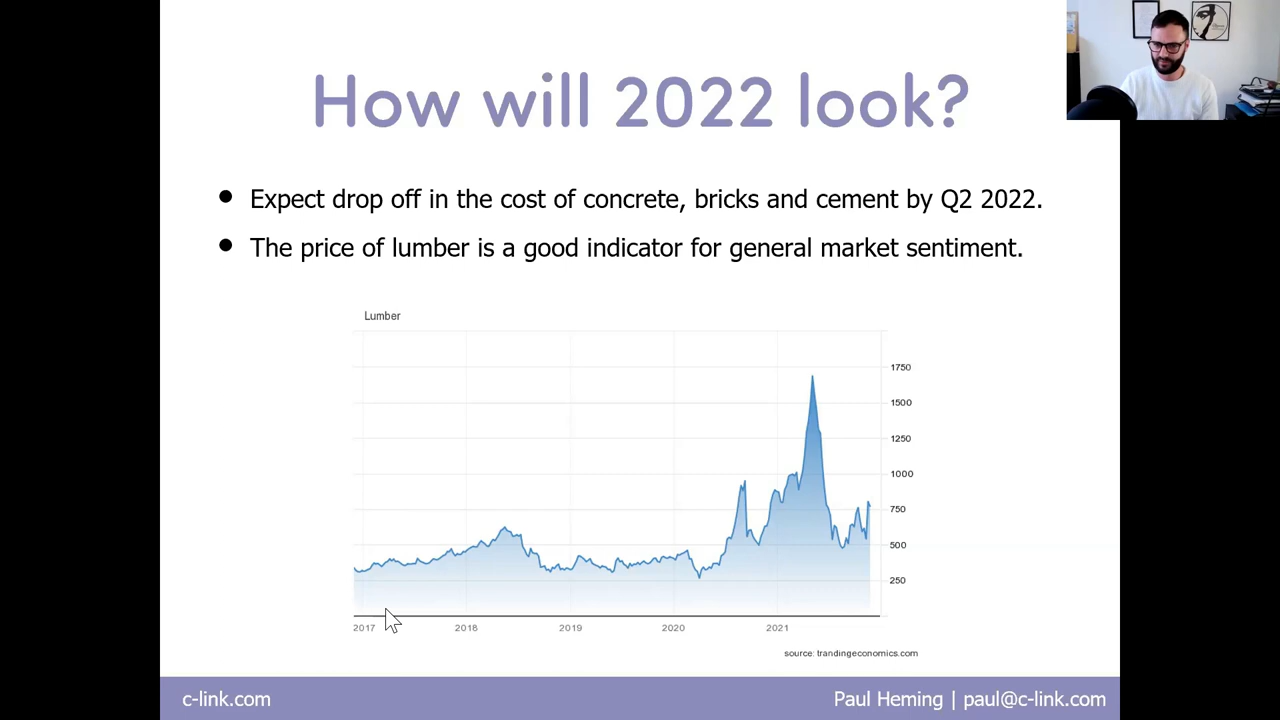 How will 2022 look?
Expect drop off in the cost of concrete, bricks and cement by Q2 2022.
The price of lumber is a good indicator for general market sentiment.
Lumber
1750
1500
1250
1000
750
500
250
2017 2018 2019 2020 2021
source: trandingeconomics.com
c-link.com Paul Heming | paul@c-link.com